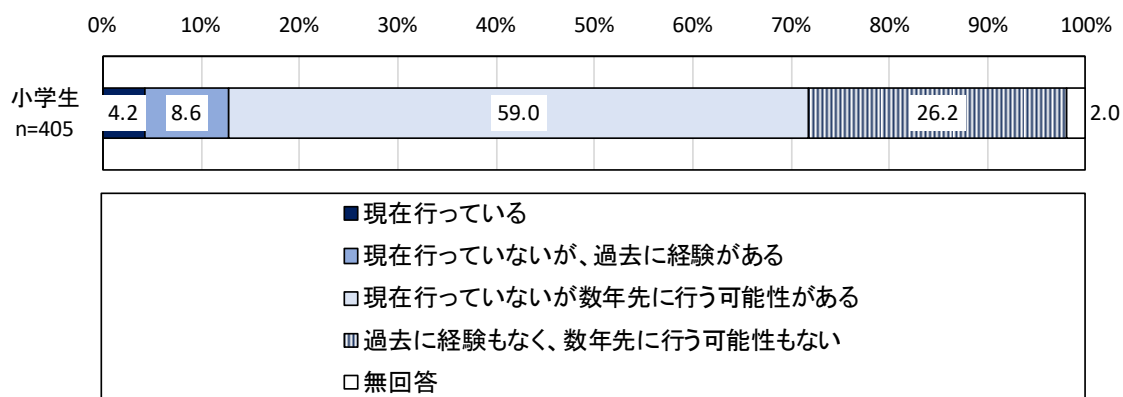 0% 10% 20% 30% 40% 50% 60% 70% 80% 90% 100%
小学生
n=405
4.2 8.6 59.0 26.2 2.0
現在行っている
現在行っていないが、過去に経験がある
現在行っていないが数年先に行う可能性がある
過去に経験もなく、数年先に行う可能性もない
無回答